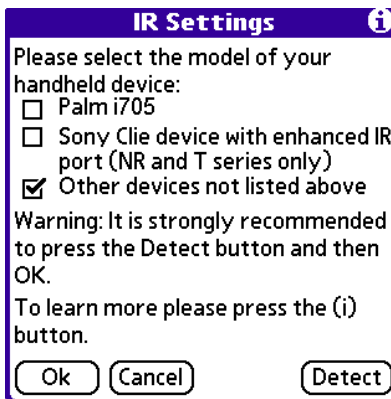 IR Settings i
Please select the model of your
handheld device:
Palm i705
Sony Clie device with enhanced IR
port (NR and T series only)
Other devices not listed above
Warning: It is strongly recommended
to press the Detect button and then
OK.
To learn more please press the (i)
button.
Ok Cancel Detect